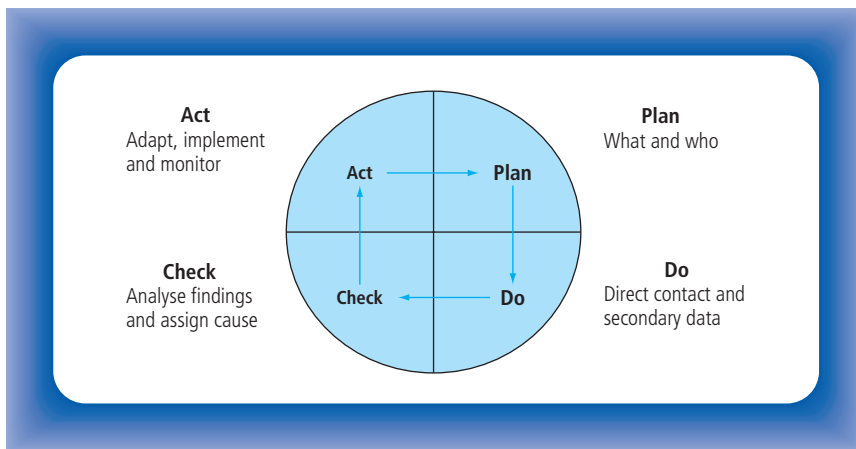 Act
Adapt, implement
and monitor
Plan
What and who
Act
Plan
Check
Do
Check
Analyse findings
and assign cause
Do
Direct contact and
secondary data